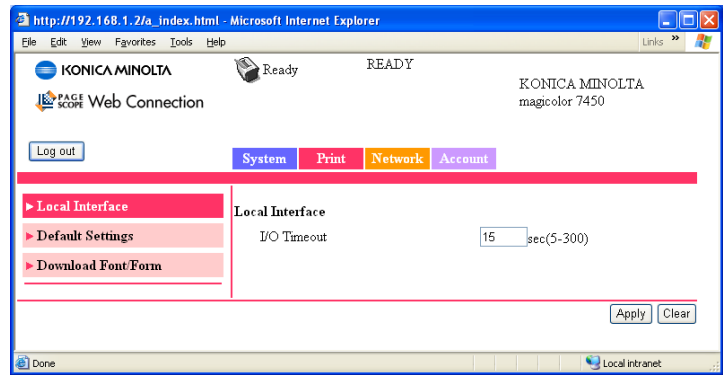 http://192.168.1.2/a_index.html - Microsoft Internet Explorer
File Edit View Favorites Tools Help Links »
KONICA MINOLTA
Ready READY
KONICA MINOLTA
magicolor 7450
PAGE SCOPE Web Connection
Log out
System Print Network Account
Local Interface
Default Settings
Download Font/Form
Local Interface
I/O Timeout 15 sec(5-300)
Apply Clear
Done Local intranet